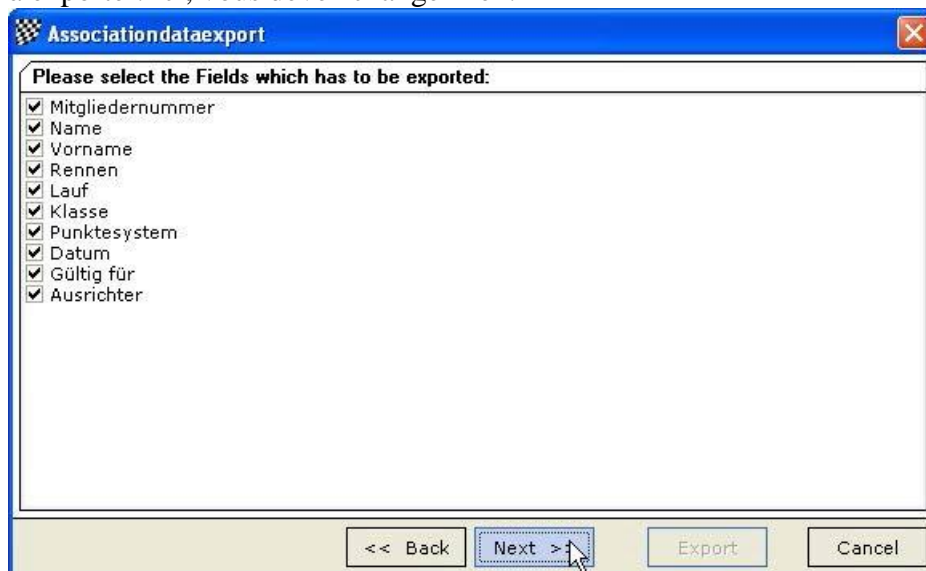 Associationdataexport
Please select the Fields which has to be exported:
Mitgliedernummer
Name
Vorname
Rennen
Lauf
Klasse
Punktesystem
Datum
Gültig für
Ausrichter
<< Back Next >> Export Cancel